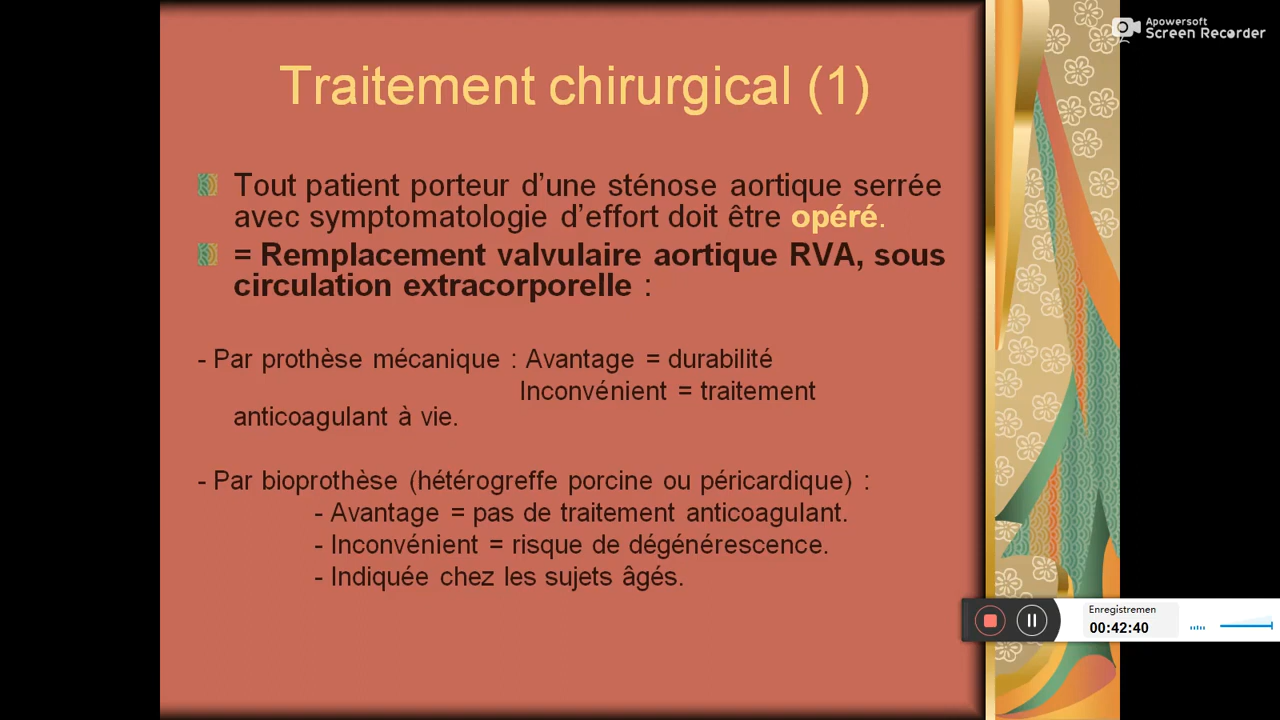 Apowersoft
Screen Recorder
Traitement chirurgical (1)
Tout patient porteur d’une sténose aortique serrée
avec symptomatologie d’effort doit être opéré.
= Remplacement valvulaire aortique RVA, sous
circulation extracorporelle :
- Par prothèse mécanique : Avantage = durabilité
Inconvénient = traitement
anticoagulant à vie.
- Par bioprothèse (hétérogreffe porcine ou péricardique) :
- Avantage = pas de traitement anticoagulant.
- Inconvénient = risque de dégénérescence.
- Indiquée chez les sujets âgés.
Enregistremen
00:42:40